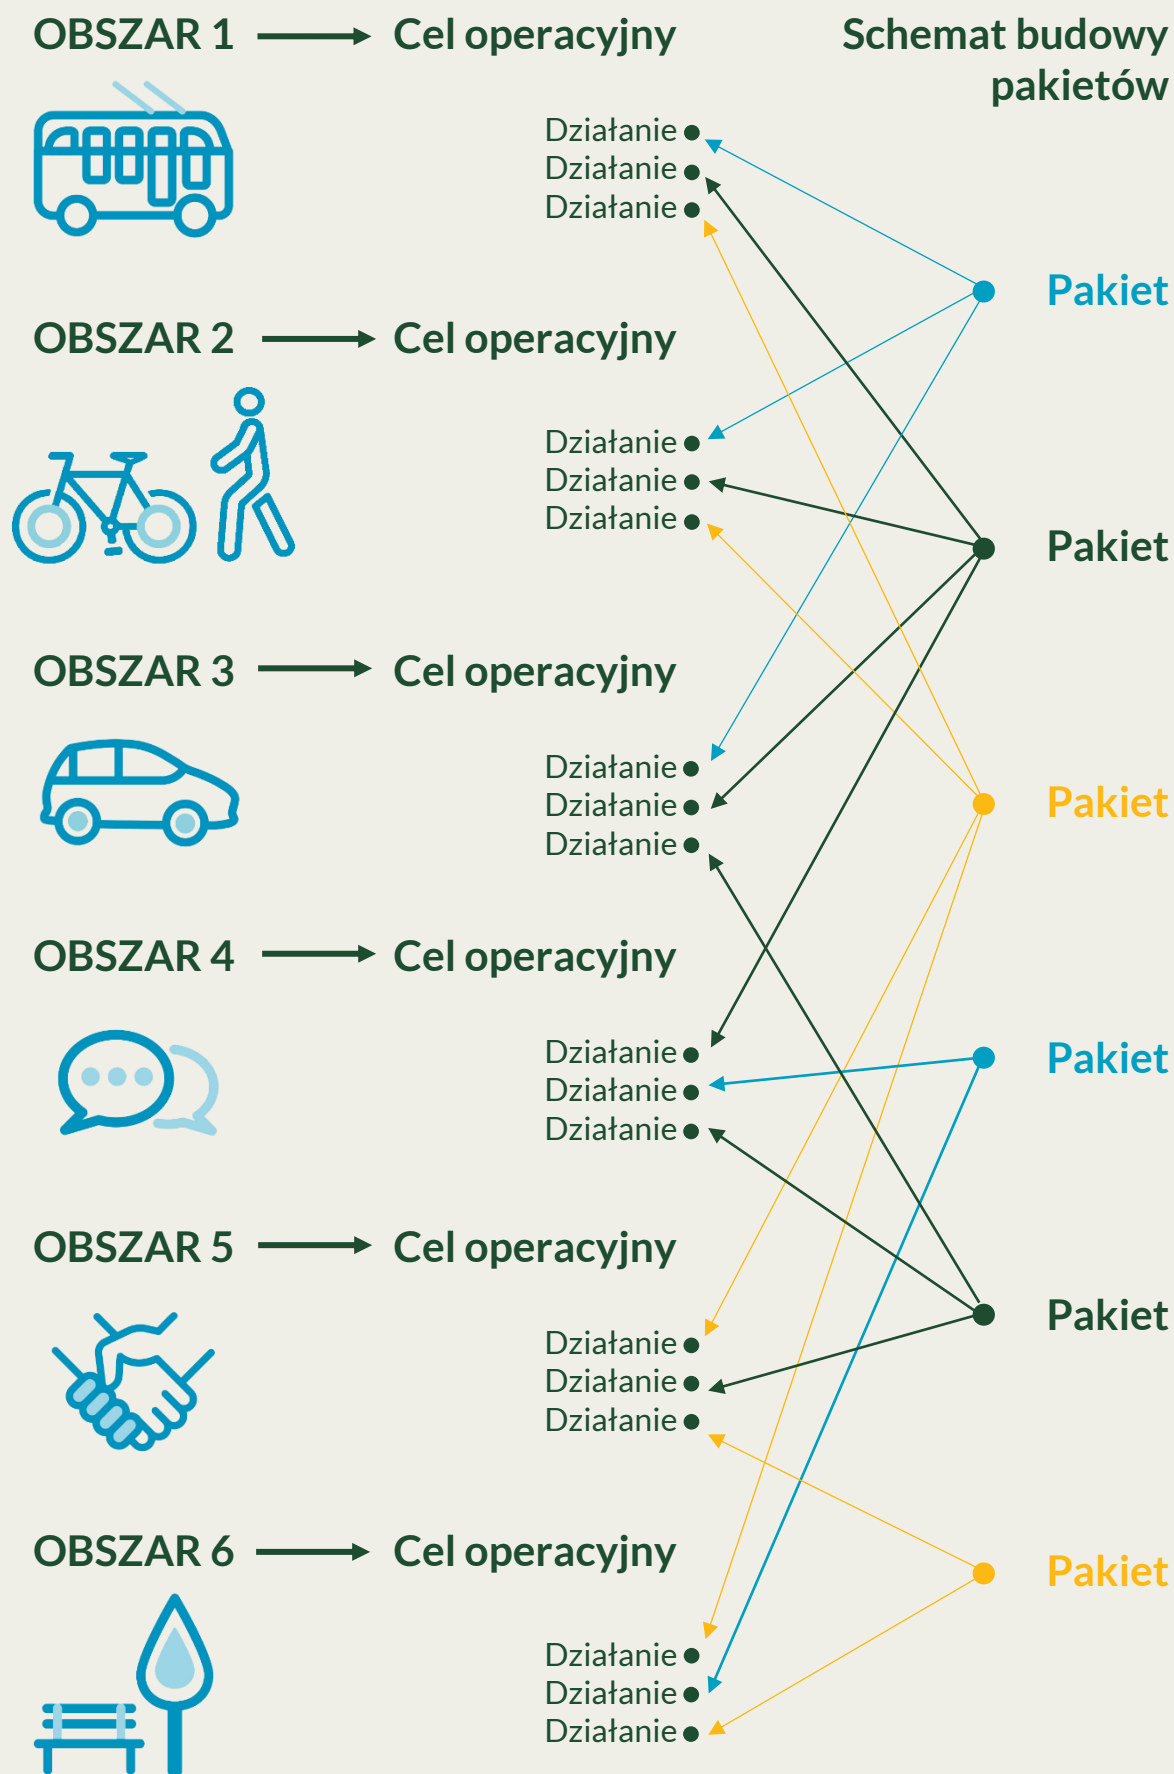 OBSZAR 1 Cel operacyjny
Schemat budowy
pakietów
Działanie
Działanie
Działanie
Pakiet
OBSZAR 2 Cel operacyjny
Działanie
Działanie
Działanie
Pakiet
OBSZAR 3 Cel operacyjny
Działanie
Działanie
Działanie
Pakiet
OBSZAR 4 Cel operacyjny
Działanie
Działanie
Działanie
Pakiet
OBSZAR 5 Cel operacyjny
Działanie
Działanie
Działanie
Pakiet
OBSZAR 6 Cel operacyjny
Działanie
Działanie
Działanie
Pakiet